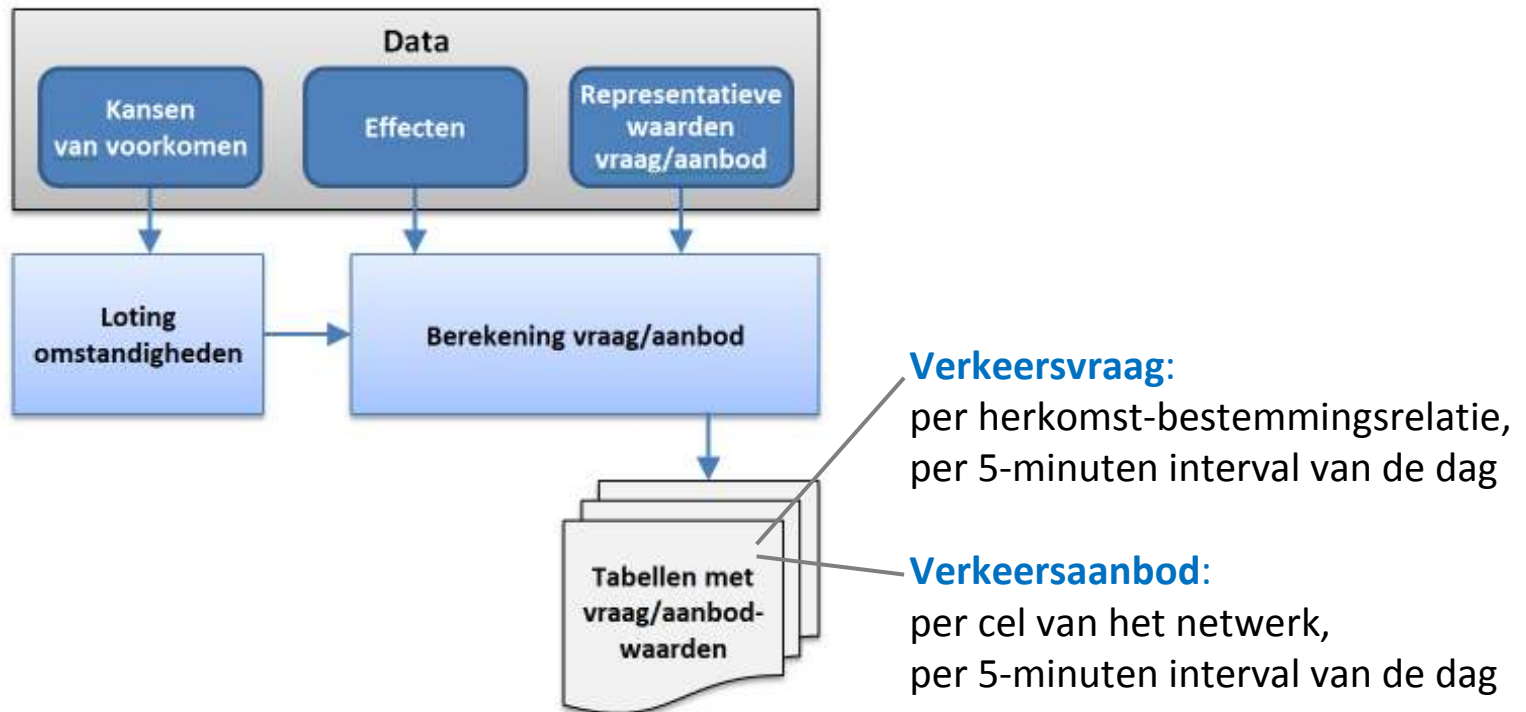 Data
Kansen
van voorkomen
Effecten
Representatieve
waarden
vraag/aanbod
Loting
omstandigheden
Berekening vraag/aanbod
Tabellen met
vraag/aanbod-
waarden
Verkeersvraag:
per herkomst-bestemmingsrelatie,
per 5-minuten interval van de dag
Verkeersaanbod:
per cel van het netwerk,
per 5-minuten interval van de dag